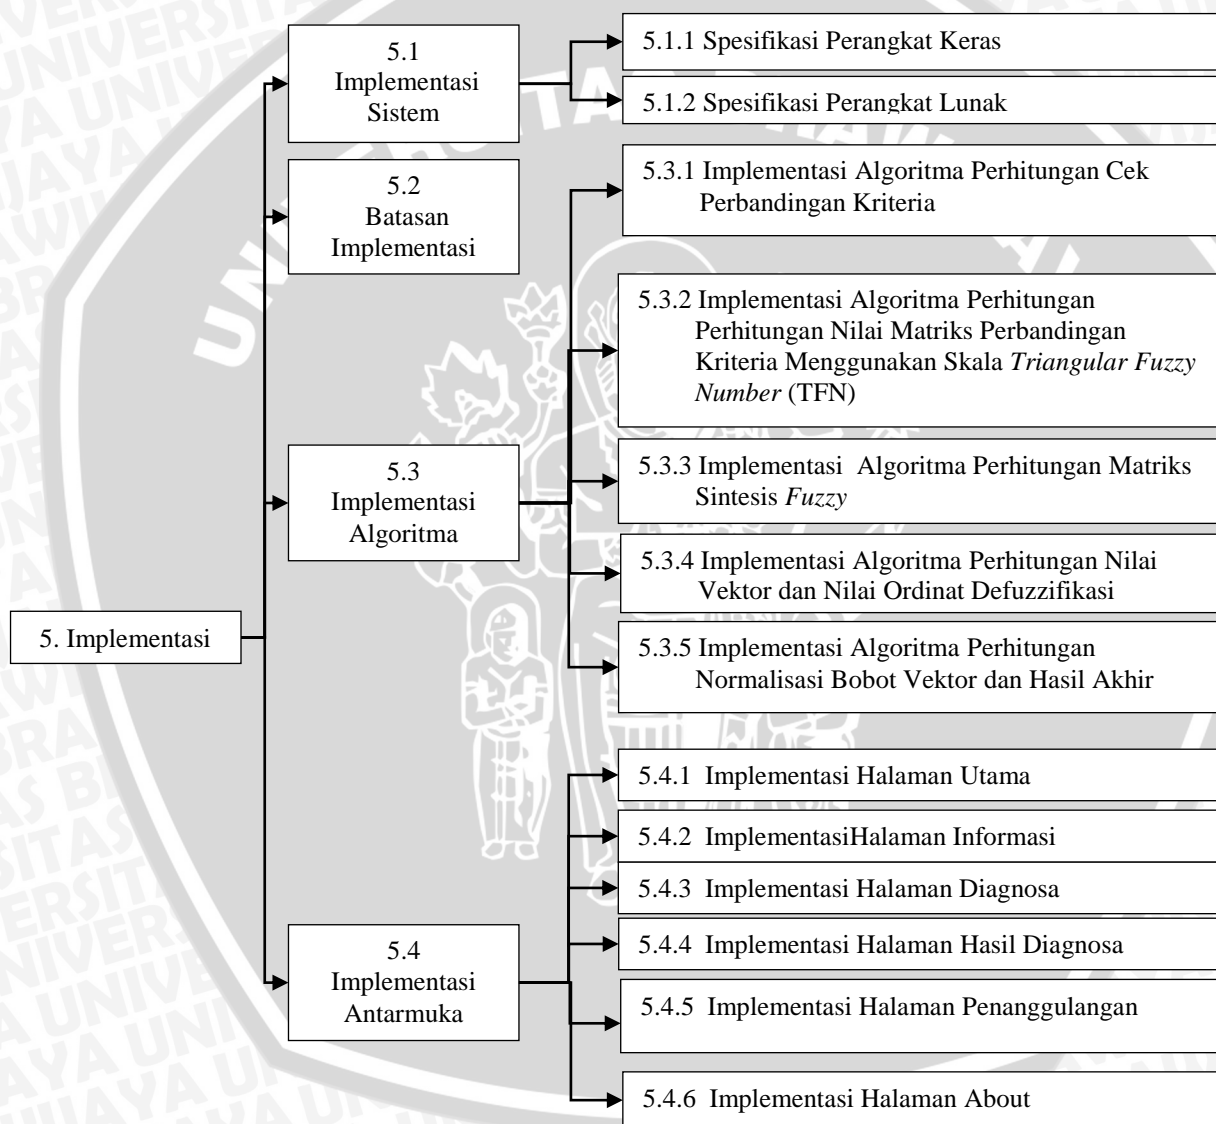 5. Implementasi
5.1
Implementasi
Sistem
5.1.1 Spesifikasi Perangkat Keras
5.1.2 Spesifikasi Perangkat Lunak
5.2
Batasan
Implementasi
5.3
Implementasi
Algoritma
5.3.1 Implementasi Algoritma Perhitungan Cek
Perbandingan Kriteria
5.3.2 Implementasi Algoritma Perhitungan
Perhitungan Nilai Matriks Perbandingan
Kriteria Menggunakan Skala Triangular Fuzzy
Number (TFN)
5.3.3 Implementasi Algoritma Perhitungan Matriks
Sintesis Fuzzy
5.3.4 Implementasi Algoritma Perhitungan Nilai
Vektor dan Nilai Ordinat Defuzzifikasi
5.3.5 Implementasi Algoritma Perhitungan
Normalisasi Bobot Vektor dan Hasil Akhir
5.4
Implementasi
Antarmuka
5.4.1 Implementasi Halaman Utama
5.4.2 ImplementasiHalaman Informasi
5.4.3 Implementasi Halaman Diagnosa
5.4.4 Implementasi Halaman Hasil Diagnosa
5.4.5 Implementasi Halaman Penanggulangan
5.4.6 Implementasi Halaman About